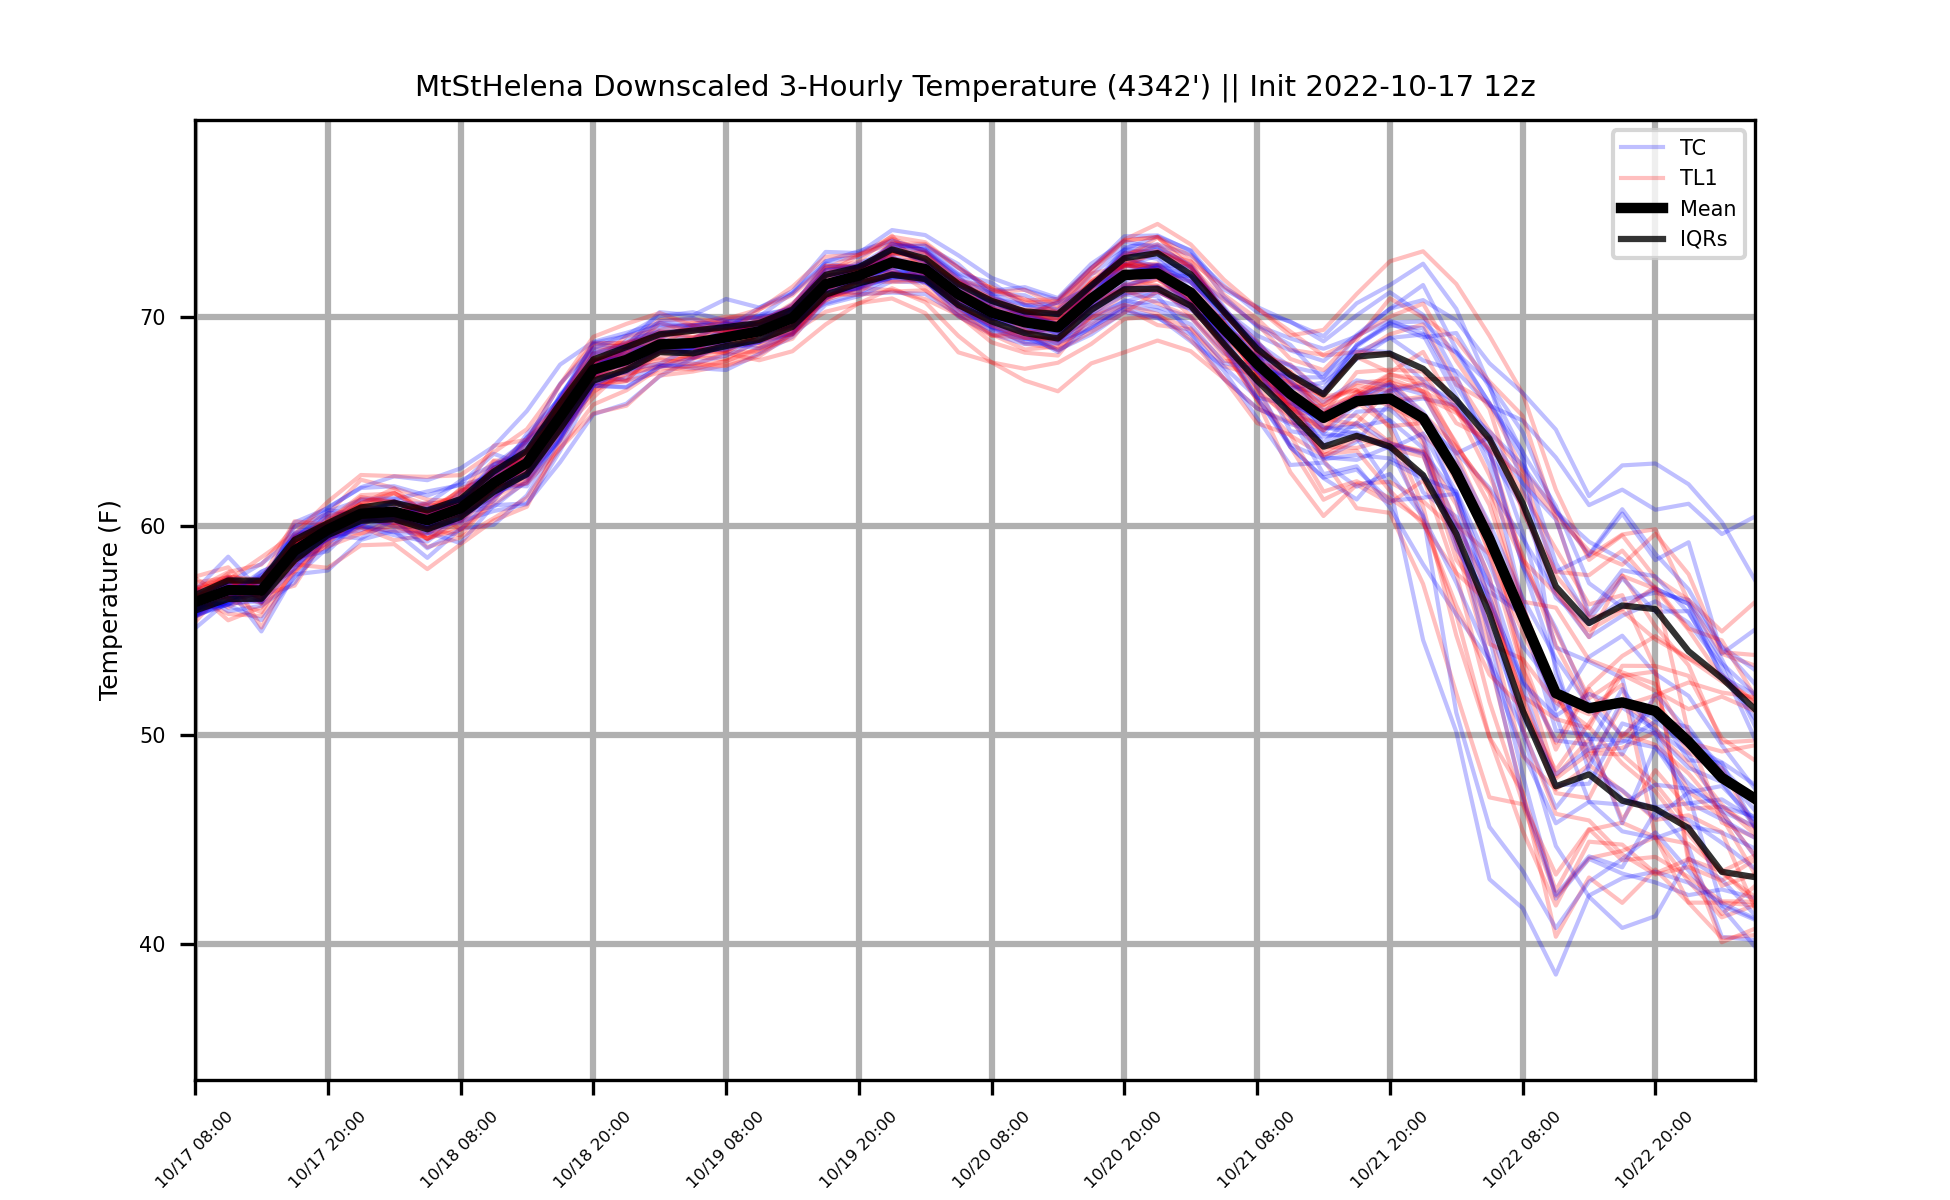 MtStHelena Downscaled 3-Hourly Temperature (4342') || Init 2022-10-17 12z
TC
TL1
Mean
IQRs
Temperature (F)
70
60
50
40
10/17 08:00
10/17 20:00
10/18 08:00
10/18 20:00
10/19 08:00
10/19 20:00
10/20 08:00
10/20 20:00
10/21 08:00
10/21 20:00
10/22 08:00
10/22 20:00